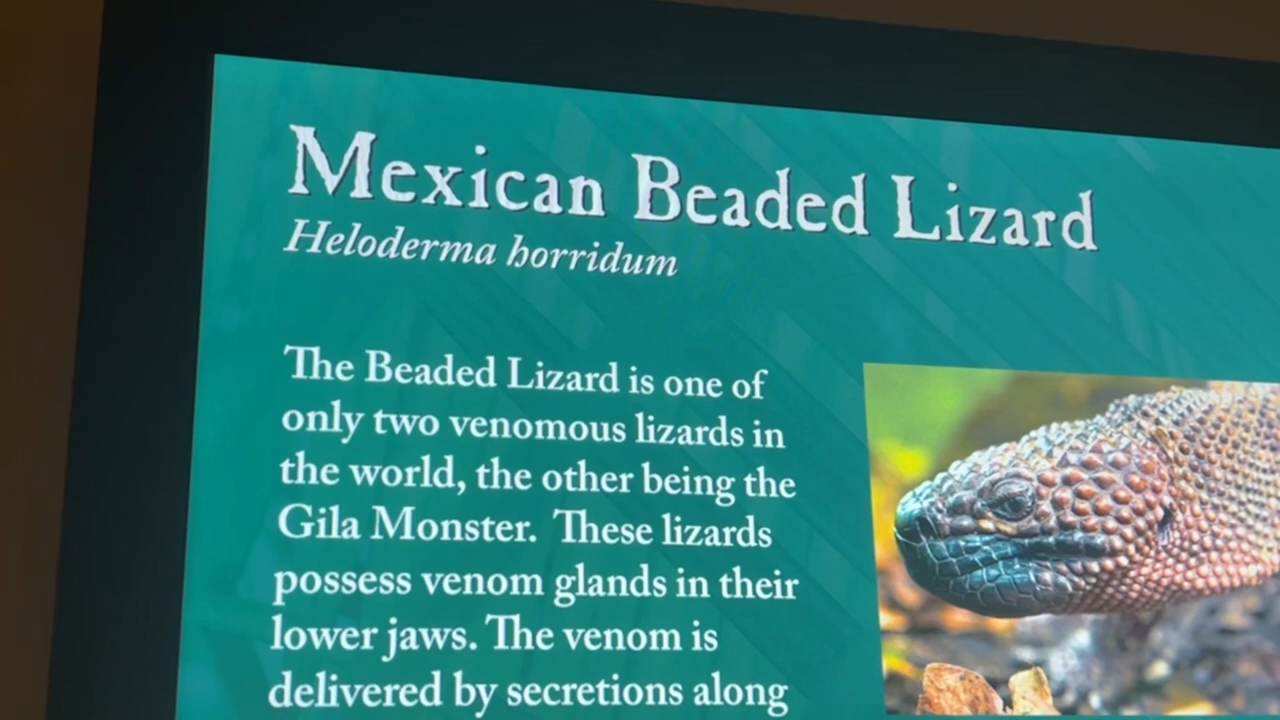 Mexican Beaded Lizard
Heloderma horridum
The Beaded Lizard is one of
only two venomous lizards in
the world, the other being the
Gila Monster. These lizards
possess venom glands in their
lower jaws. The venom is
delivered by secretions along